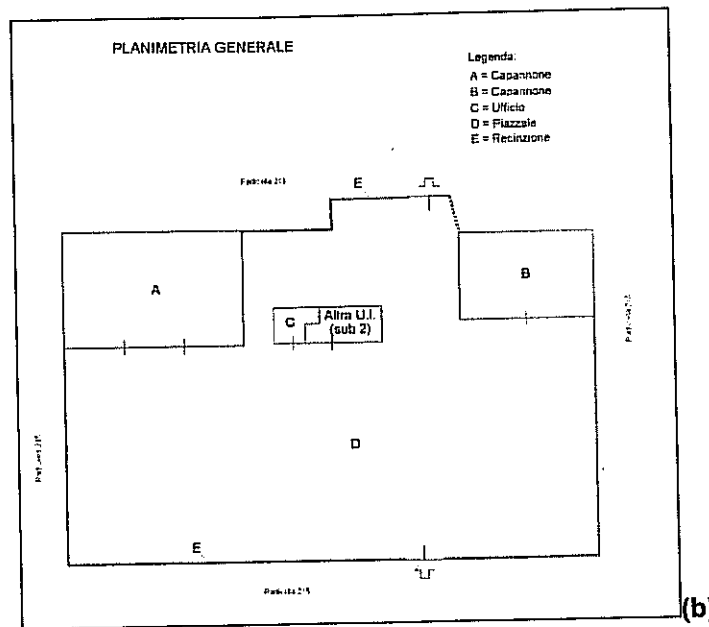 PLANIMETRIA GENERALE
Legenda:
A = Capannone
B = Capannone
C = Ufficio
D = Piazzale
E = Recinzione
E
A
B
C
Altra U.I.
(sub 2)
D
E
(b)